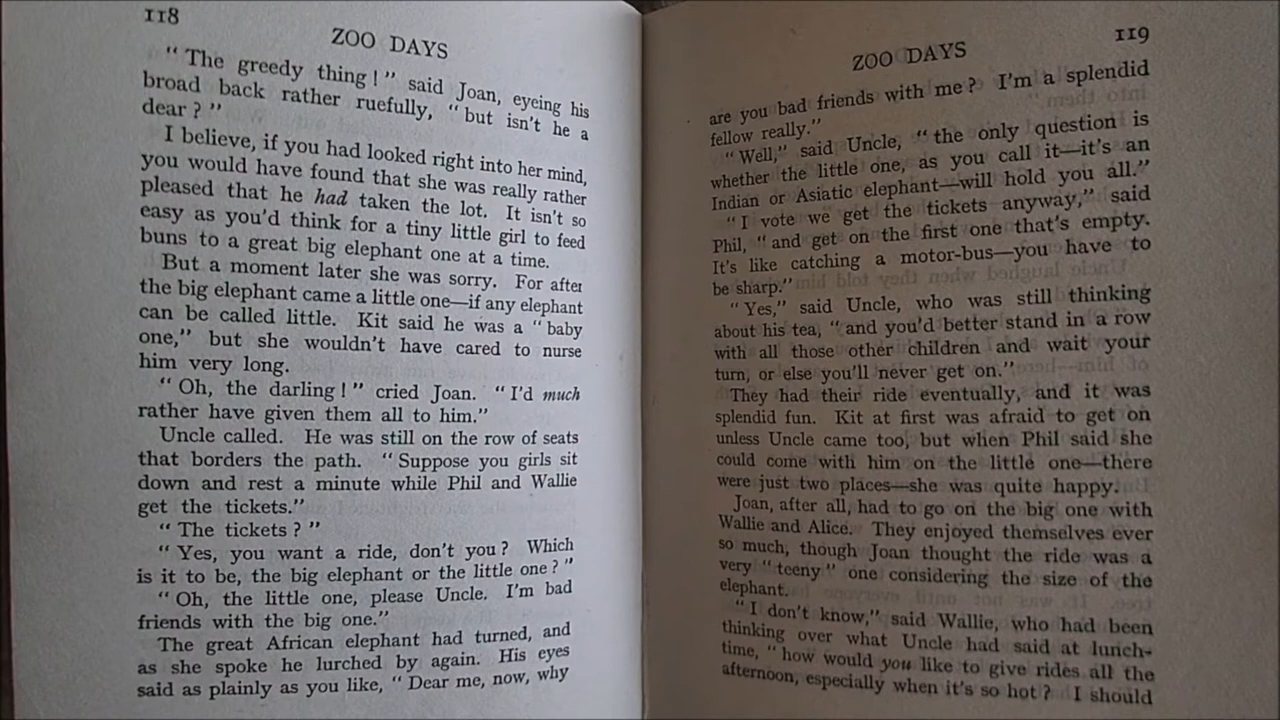 118
ZOO DAYS
“ The greedy thing ! ” said Joan, eyeing his
broad back rather ruefully, “ but isn't he a
dear ? ”
I believe, if you had looked right into her mind,
you would have found that she was really rather
pleased that he had taken the lot. It isn't so
easy as you'd think for a tiny little girl to feed
buns to a great big elephant one at a time.
But a moment later she was sorry. For after
the big elephant came a little one—if any elephant
can be called little. Kit said he was a “ baby
one,” but she wouldn't have cared to nurse
him very long.
“ Oh, the darling ! ” cried Joan. “ I'd much
rather have given them all to him.”
Uncle called. He was still on the row of seats
that borders the path. “ Suppose you girls sit
down and rest a minute while Phil and Wallie
get the tickets.”
“ The tickets ? ”
“ Yes, you want a ride, don't you ? Which
is it to be, the big elephant or the little one ? ”
“ Oh, the little one, please Uncle. I'm bad
friends with the big one.”
The great African elephant had turned, and
as she spoke he lurched by again. His eyes
said as plainly as you like, “ Dear me, now, why
119
ZOO DAYS
are you bad friends with me ? I'm a splendid
fellow really.”
“ Well,” said Uncle, “ the only question is
whether the little one, as you call it—it's an
Indian or Asiatic elephant—will hold you all.”
“ I vote we get the tickets anyway,” said
Phil, “ and get on the first one that's empty.
It's like catching a motor-bus—you have to
be sharp.”
“ Yes,” said Uncle, who was still thinking
about his tea, “ and you'd better stand in a row
with all those other children and wait your
turn, or else you'll never get on.”
They had their ride eventually, and it was
splendid fun. Kit at first was afraid to get on
unless Uncle came too, but when Phil said she
could come with him on the little one—there
were just two places—she was quite happy.
Joan, after all, had to go on the big one with
Wallie and Alice. They enjoyed themselves ever
so much, though Joan thought the ride was a
very “ teeny ” one considering the size of the
elephant.
“ I don't know,” said Wallie, who had been
thinking over what Uncle had said at lunch-
time, “ how would you like to give rides all the
afternoon, especially when it's so hot ? I should